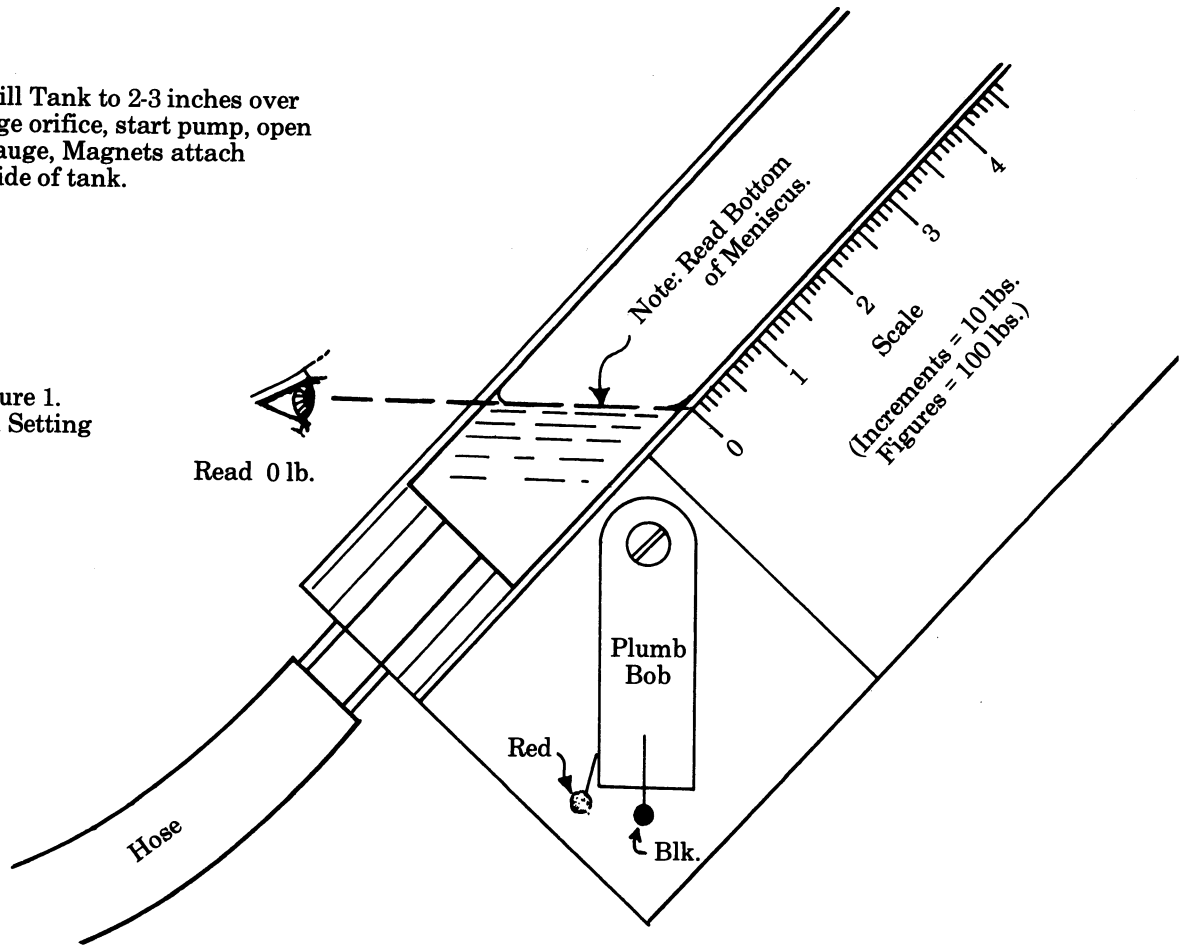 ill Tank to 2-3 inches over
ge orifice, start pump, open
auge, Magnets attach
ide of tank.
Note: Read Bottom
of Meniscus.
4
3
2
1
0
Scale
(Increments = 10 lbs.
Figures = 100 lbs.)
ure 1.
. Setting
Read 0 lb.
Plumb
Bob
Red
Blk.
Hose